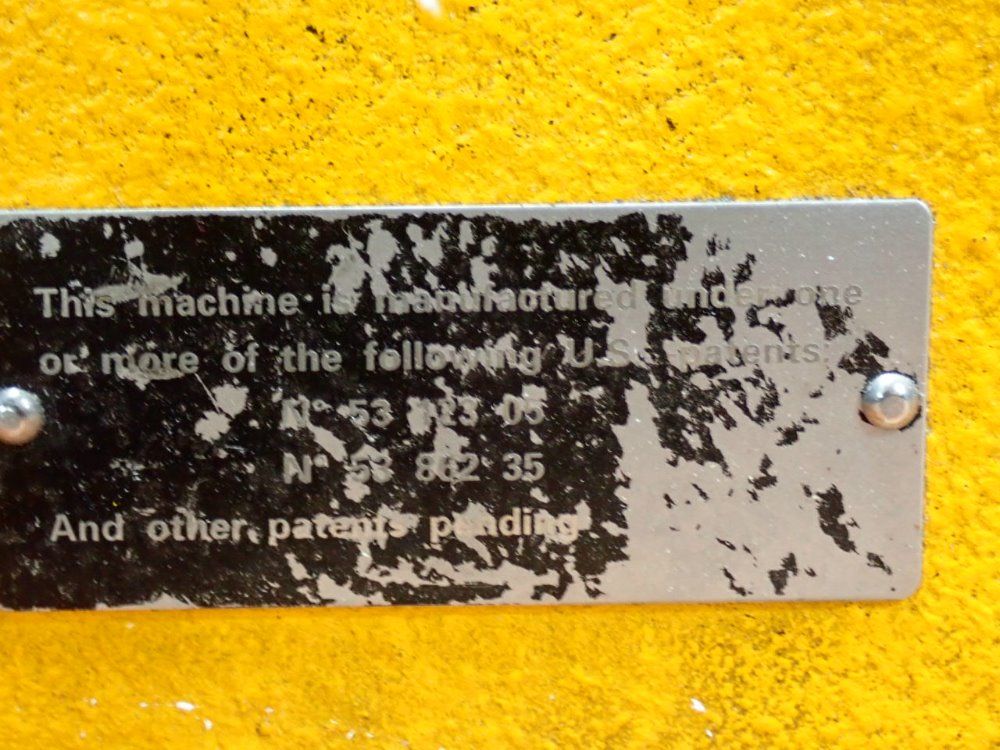 This machine is manufactured under one
or more of the following U.S. patents:
N° 53 05
N° 53 862 35
And other patents pending